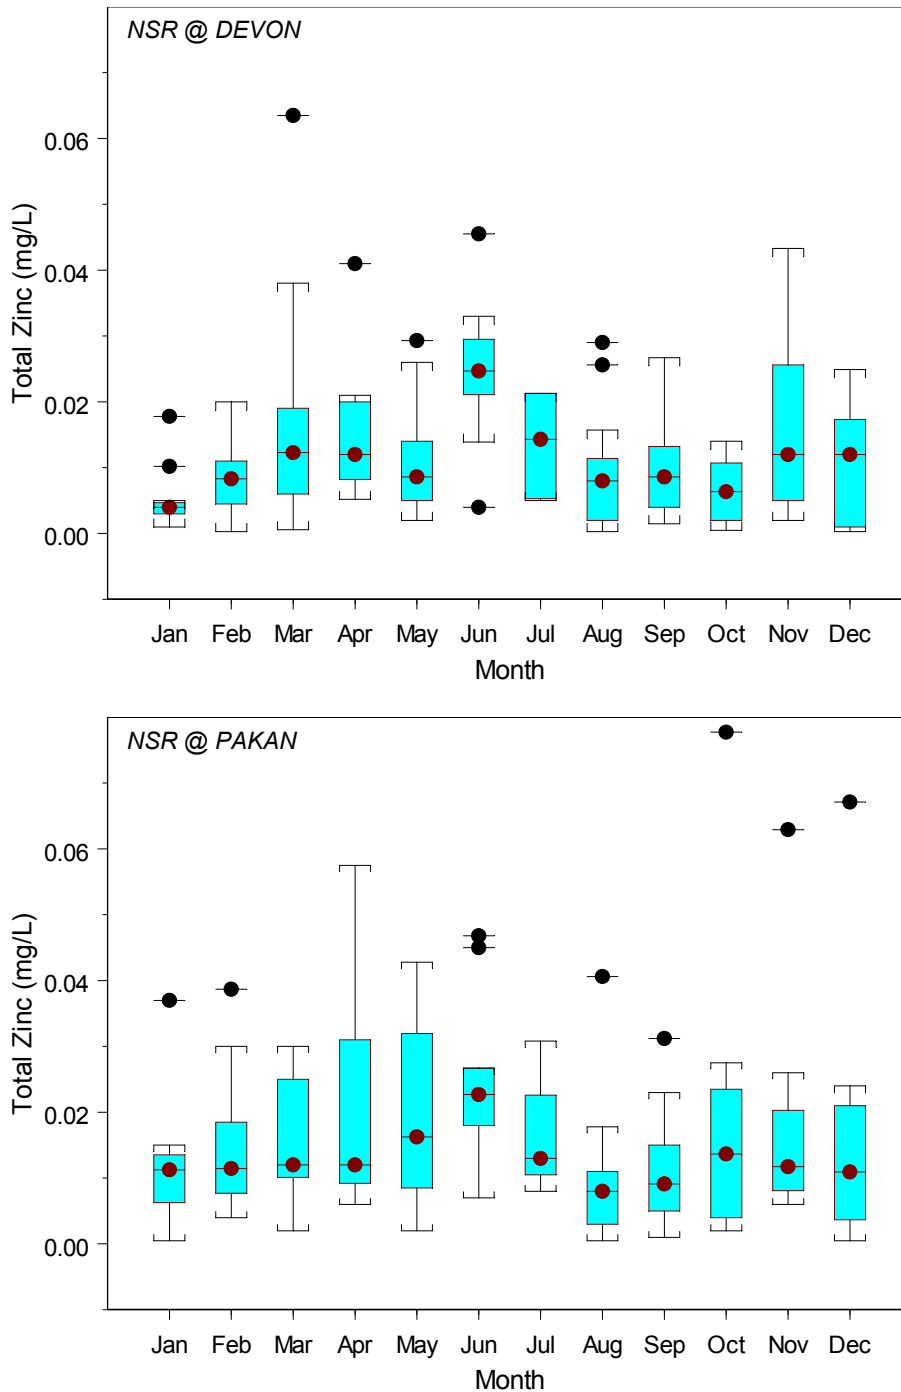 NSR @ DEVON
0.06
0.04
0.02
0.00
Total Zinc (mg/L)
Jan Feb Mar Apr May Jun Jul Aug Sep Oct Nov Dec
Month
NSR @ PAKAN
0.06
0.04
0.02
0.00
Total Zinc (mg/L)
Jan Feb Mar Apr May Jun Jul Aug Sep Oct Nov Dec
Month